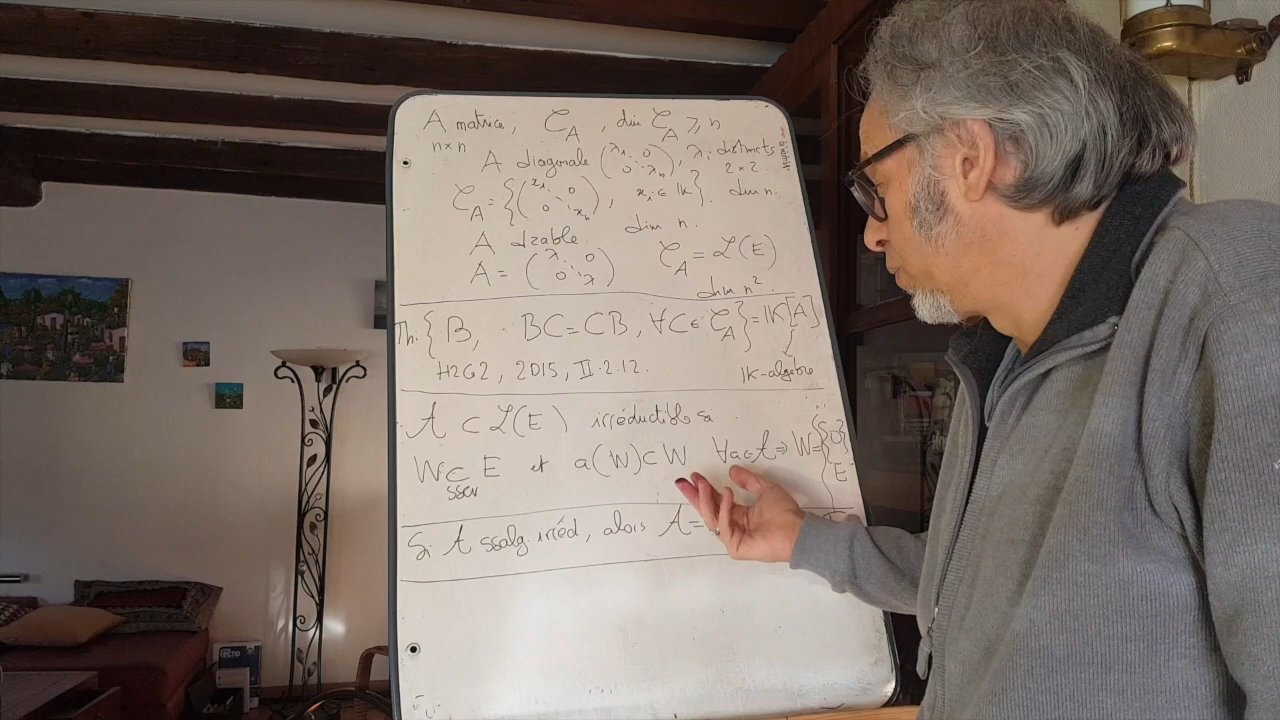 A matrice, 𝒞_A, dim 𝒞_A ⩾ n
n×n
A diagonale (λ₁ 0 ⋱ 0 λₙ), λᵢ distincts
2 à 2.
𝒞_A = {(x₁ 0 ⋱ 0 xₙ), xᵢ ∈ 𝕂}. dim n.
A dzable. dim n.
A = (λ 0 ⋱ 0 λ) 𝒞_A = ℒ(E)
dim n².
Th: {B, BC = CB, ∀C ∈ 𝒞_A} = 𝕂[A]
H2G2, 2015, II.2.12. 𝕂-algèbre
𝒜 ⊂ ℒ(E) irréductible si
W ⊂ E et a(W) ⊂ W ∀a ∈ 𝒜 ⇒ W = {{0} E
ssev
Si 𝒜 ssalg. irréd, alors 𝒜 =
tecno